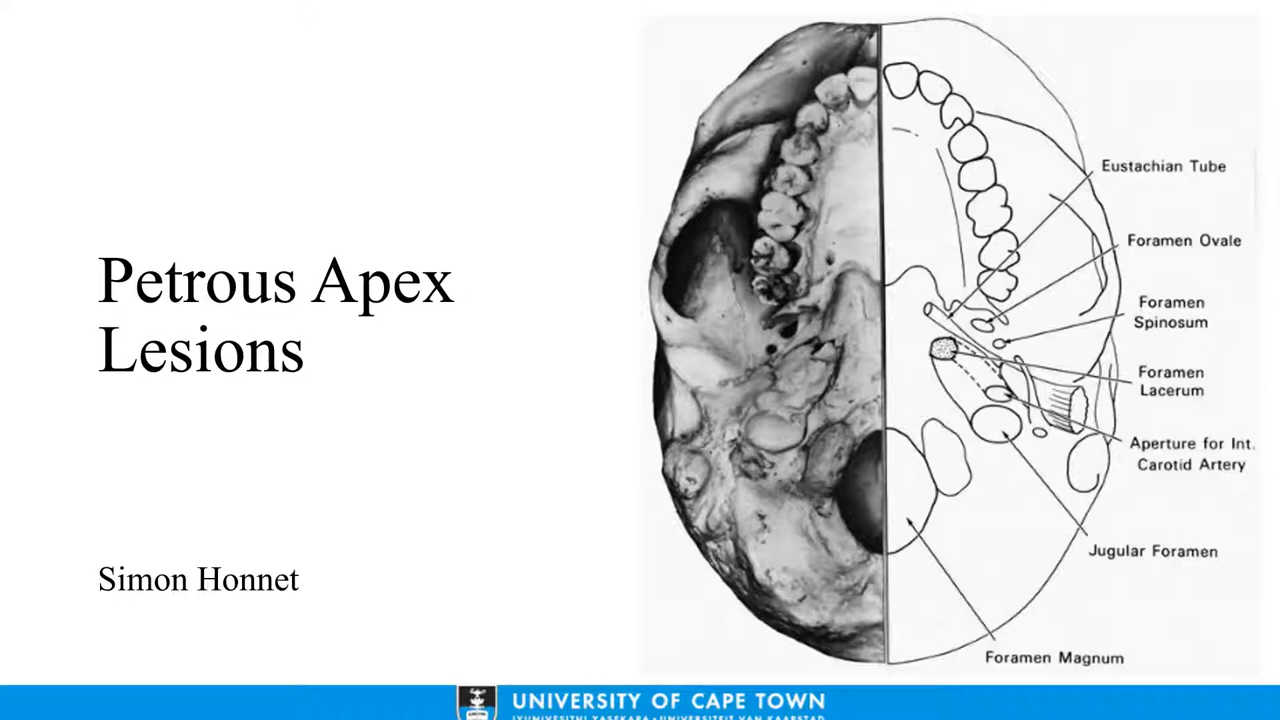 Petrous Apex
Lesions
Simon Honnet
Eustachian Tube
Foramen Ovale
Foramen
Spinosum
Foramen
Lacerum
Aperture for Int.
Carotid Artery
Jugular Foramen
Foramen Magnum
UNIVERSITY OF CAPE TOWN